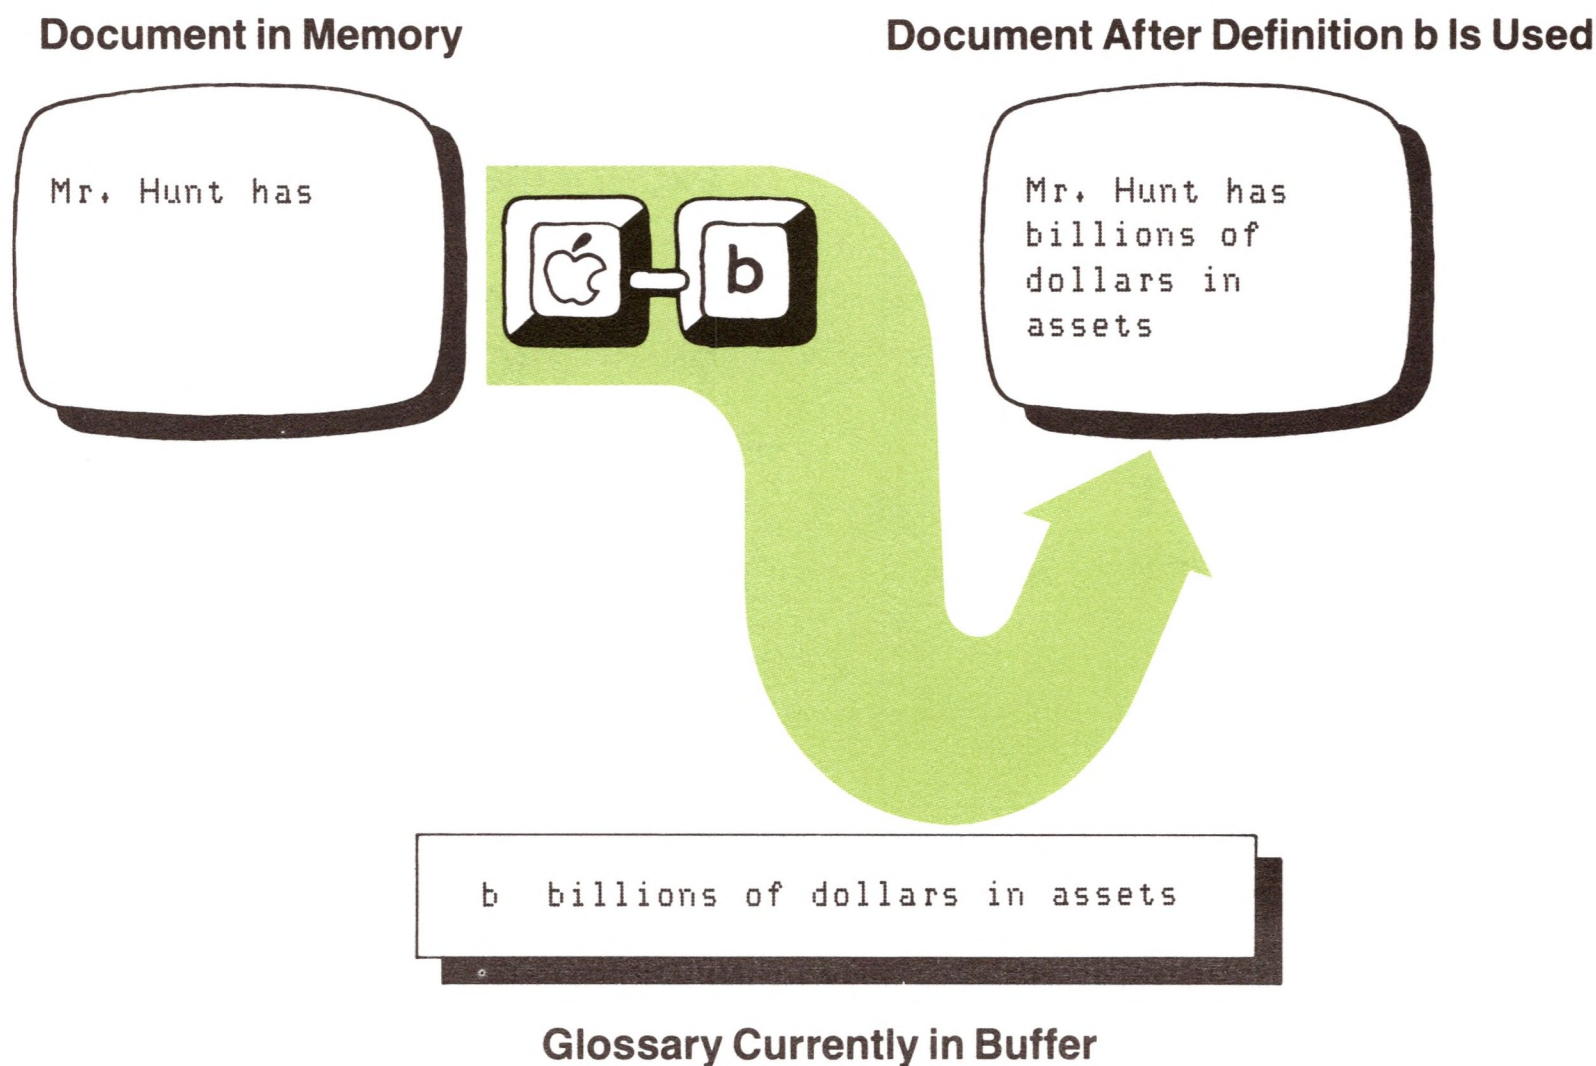 Document in Memory
Mr. Hunt has
b
Document After Definition b Is Used
Mr. Hunt has
billions of
dollars in
assets
b billions of dollars in assets
Glossary Currently in Buffer